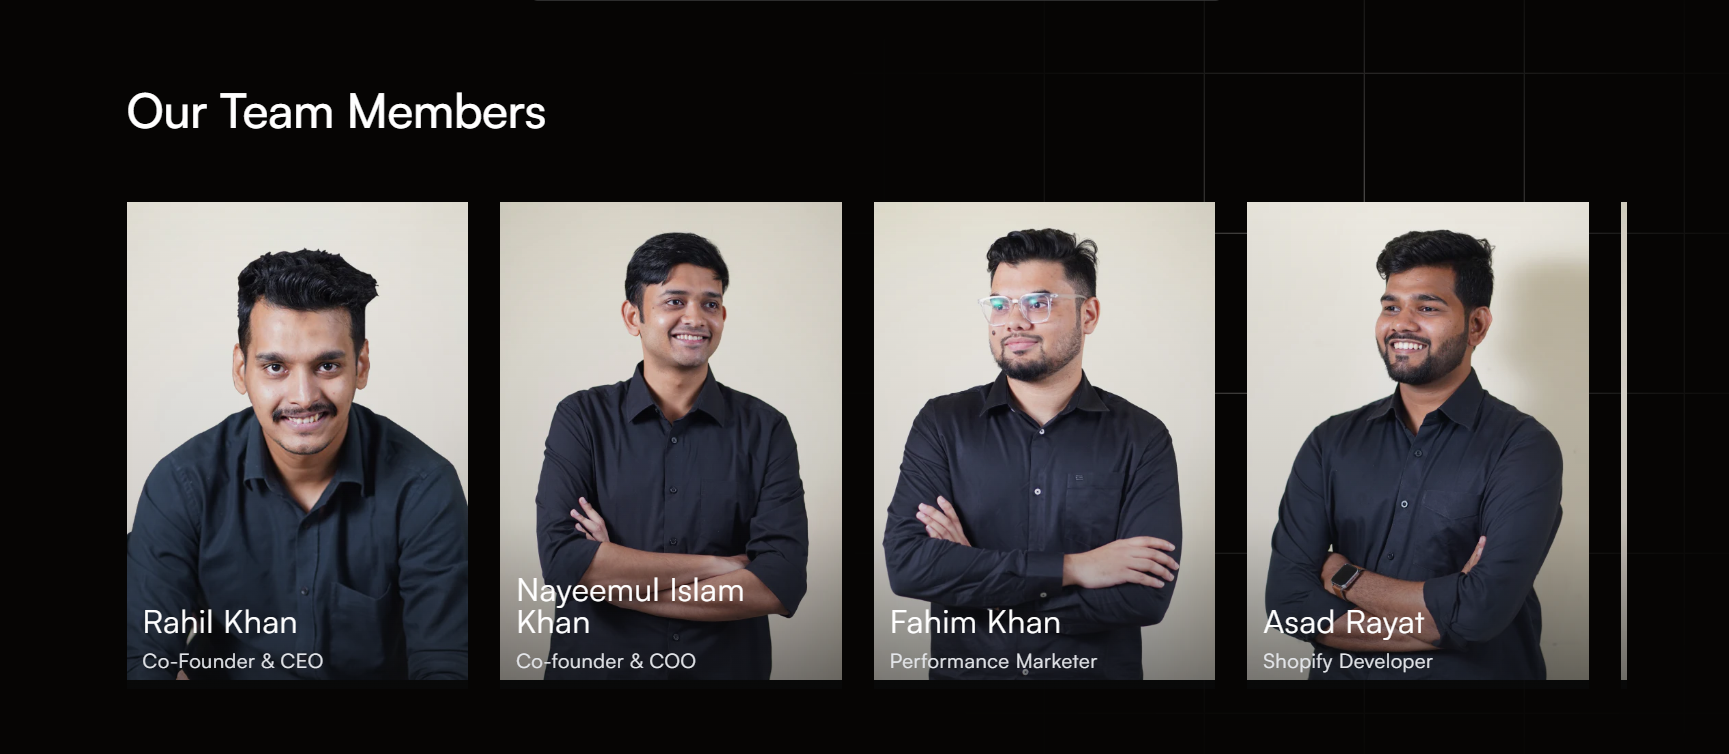 Our Team Members
Rahil Khan
Co-Founder & CEO
Nayeemul Islam
Khan
Co-founder & COO
Fahim Khan
Performance Marketer
Asad Rayat
Shopify Developer